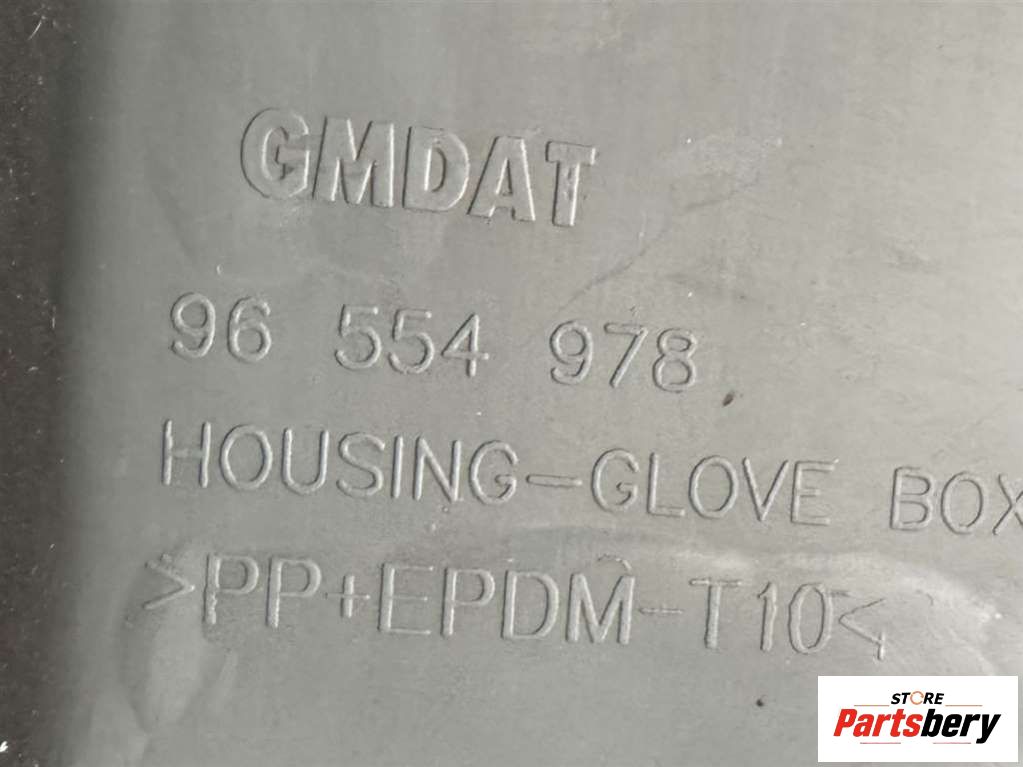 GMDAT
96 554 978
HOUSING-GLOVE BOX
>PP+EPDM-T10<
STORE
Partsbery